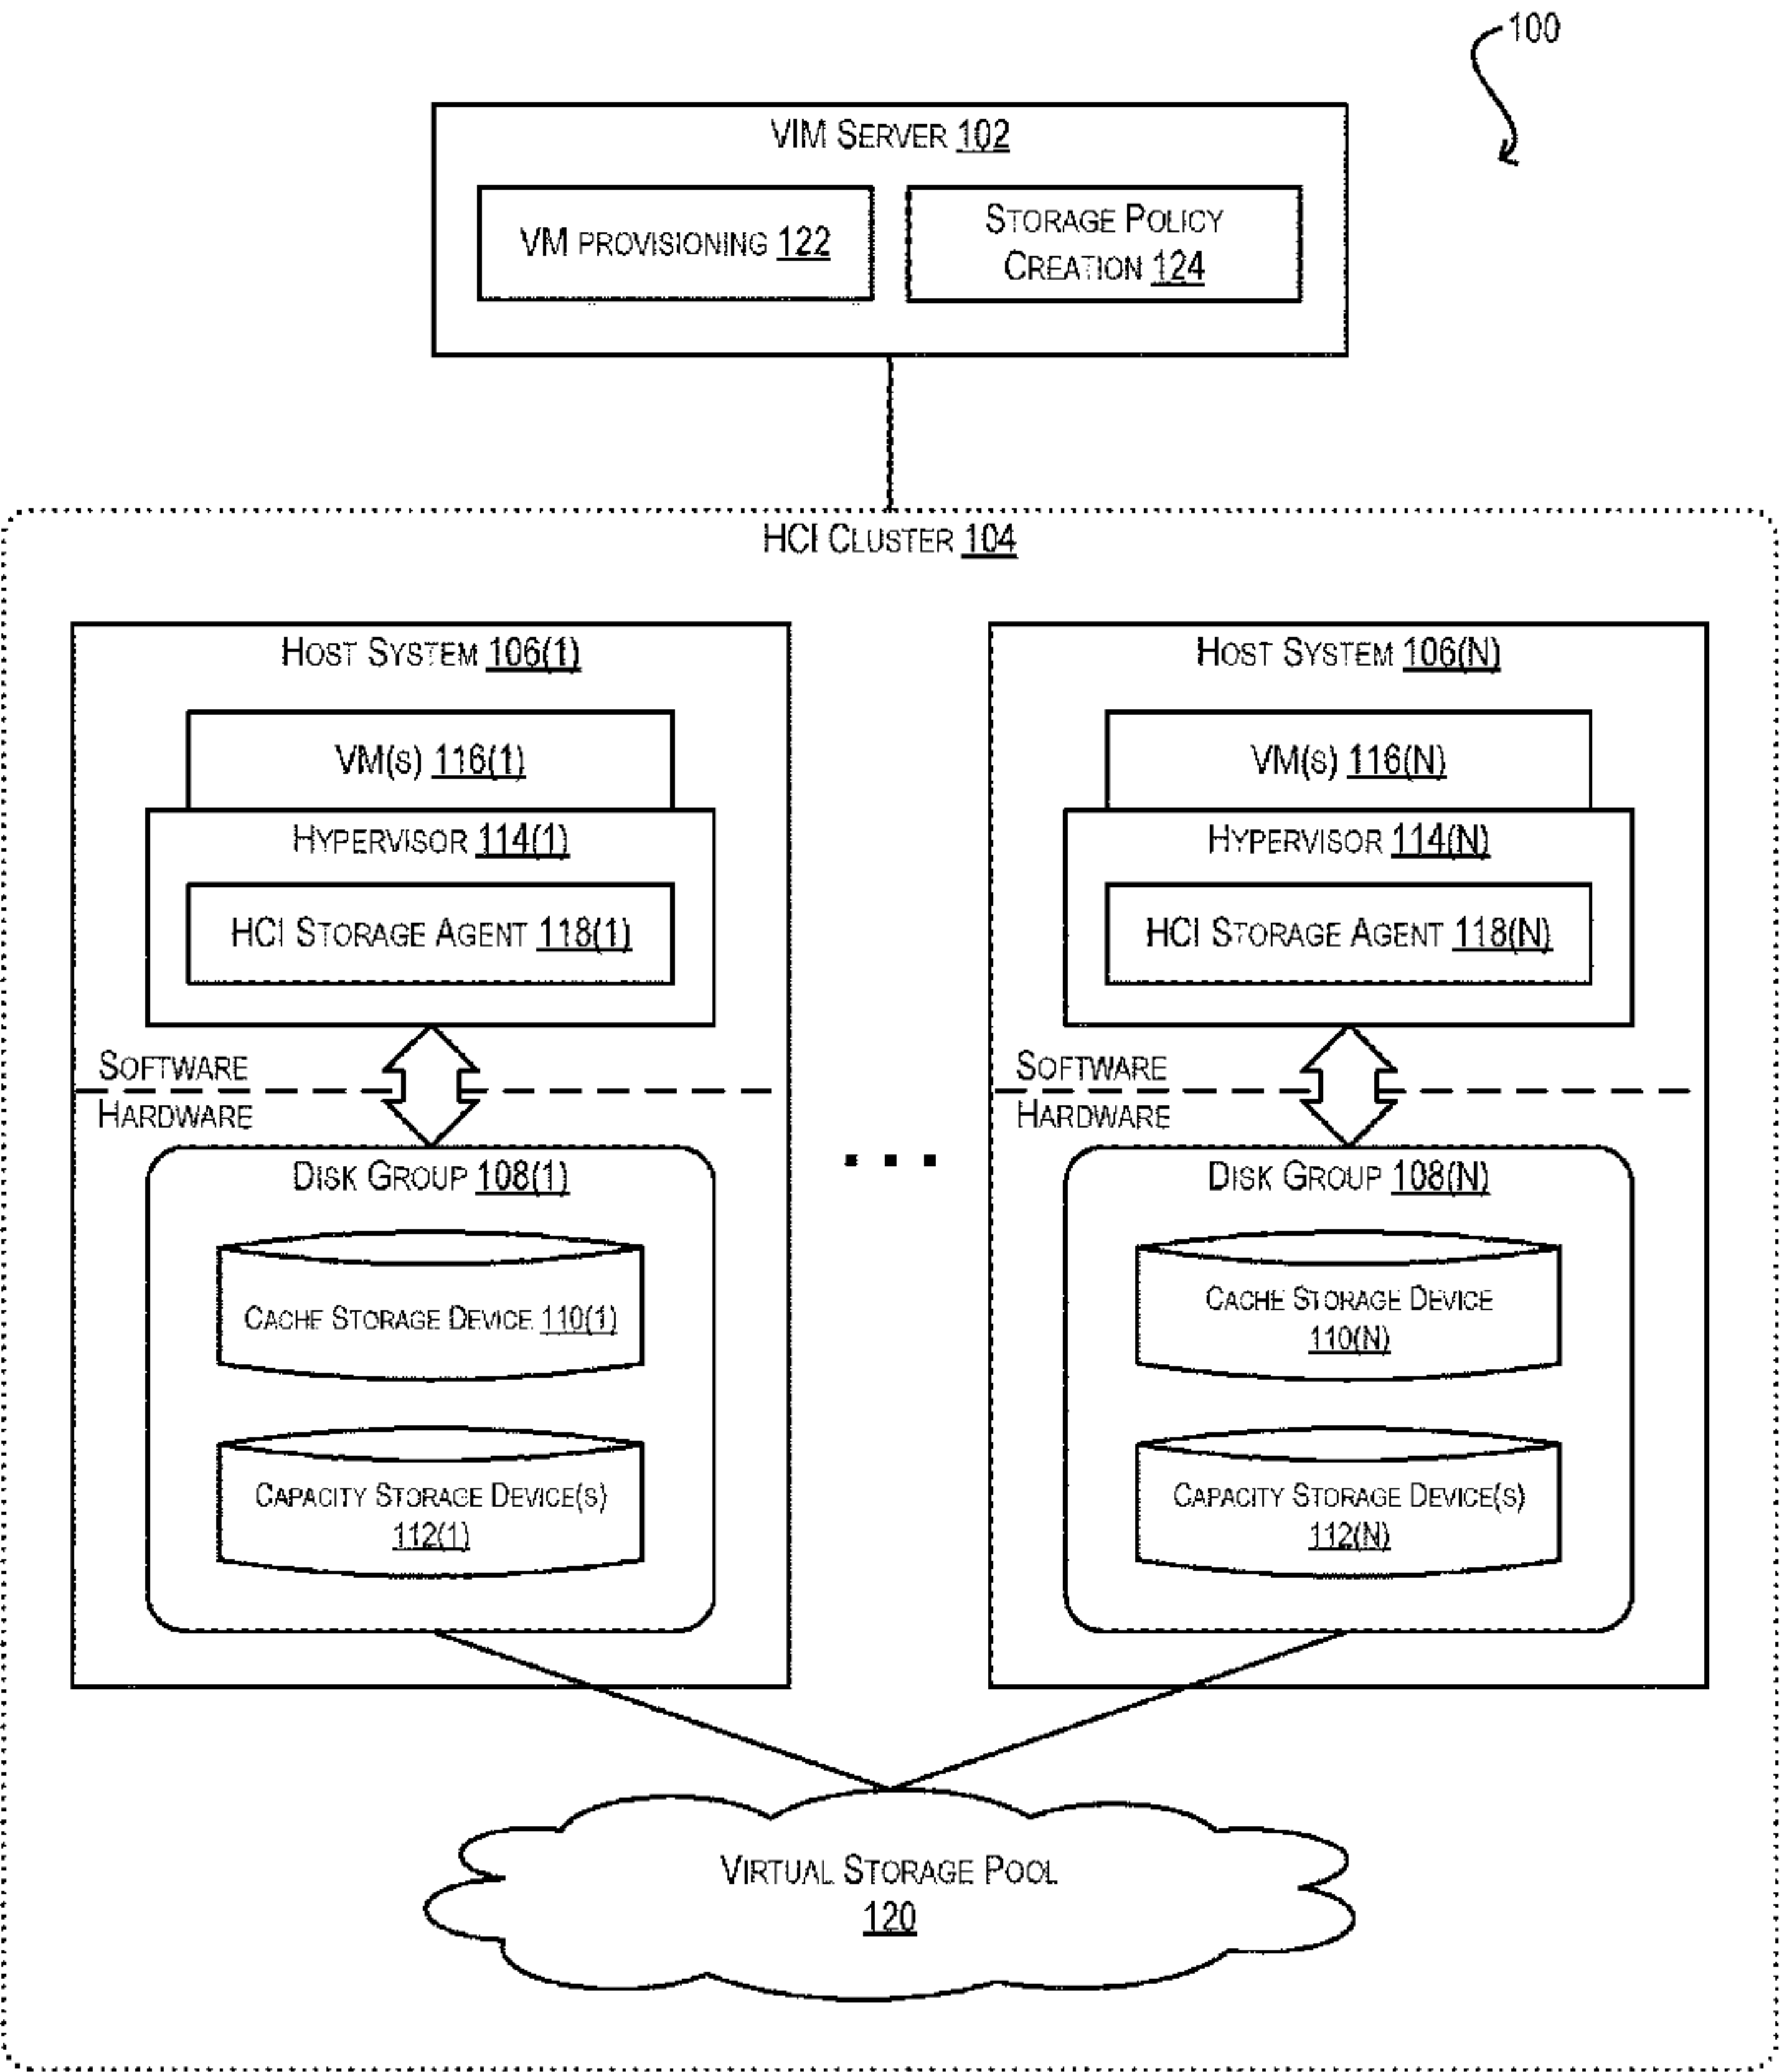 100
VIM SERVER 102
VM PROVISIONING 122
STORAGE POLICY
CREATION 124
HCI CLUSTER 104
HOST SYSTEM 106(1)
VM(S) 116(1)
HYPERVISOR 114(1)
HCI STORAGE AGENT 118(1)
SOFTWARE
HARDWARE
DISK GROUP 108(1)
CACHE STORAGE DEVICE 110(1)
CAPACITY STORAGE DEVICE(S)
112(1)
HOST SYSTEM 106(N)
VM(S) 116(N)
HYPERVISOR 114(N)
HCI STORAGE AGENT 118(N)
SOFTWARE
HARDWARE
DISK GROUP 108(N)
CACHE STORAGE DEVICE
110(N)
CAPACITY STORAGE DEVICE(S)
112(N)
VIRTUAL STORAGE POOL
120